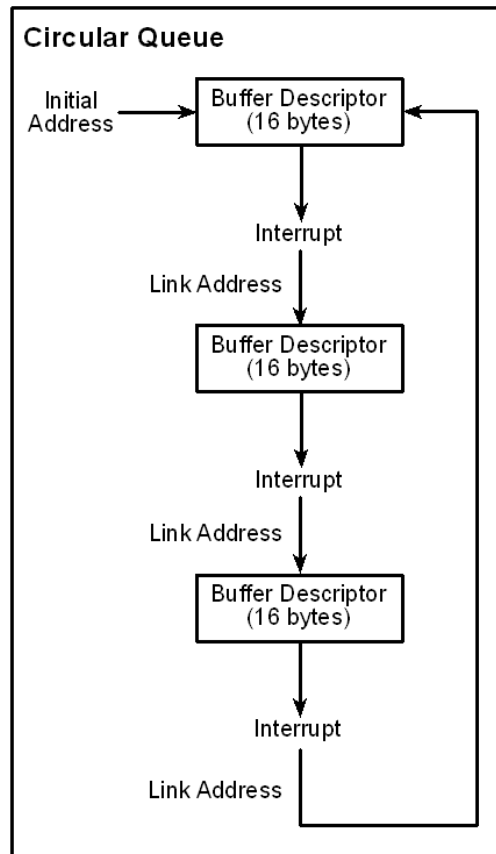 Circular Queue
Initial
Address
Buffer Descriptor
(16 bytes)
Interrupt
Link Address
Buffer Descriptor
(16 bytes)
Interrupt
Link Address
Buffer Descriptor
(16 bytes)
Interrupt
Link Address